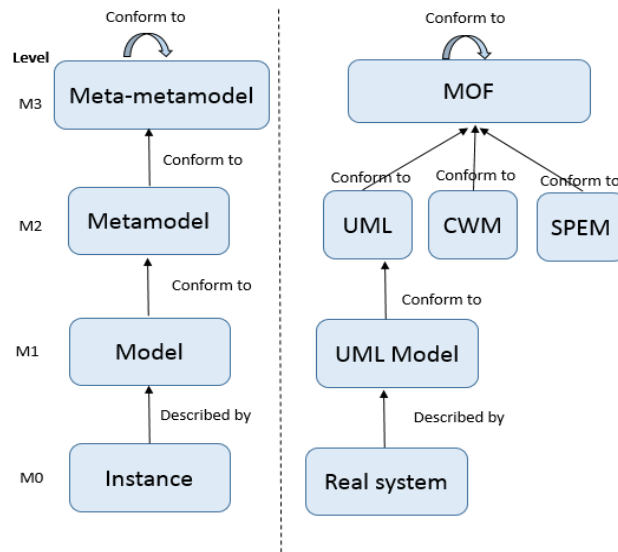 Conform to
Conform to
Level
Meta-metamodel
MOF
M3
Conform to
Conform to
Conform to
Conform to
M2
Metamodel
UML
CWM
SPEM
Conform to
Conform to
M1
Model
UML Model
Described by
Described by
M0
Instance
Real system